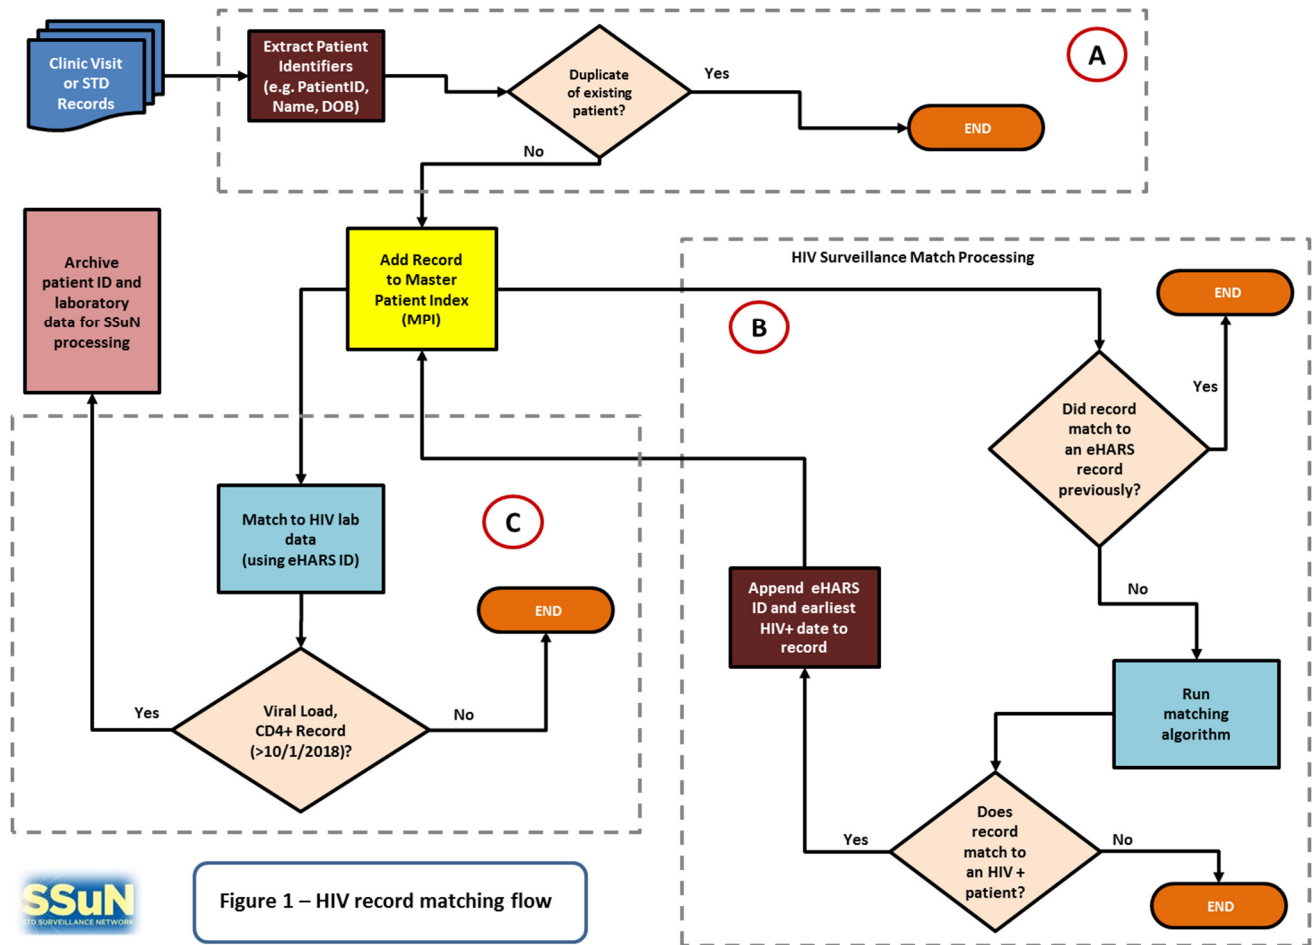 Clinic Visit
or STD
Records
Extract Patient
Identifiers
(e.g. PatientID,
Name, DOB)
Duplicate
of existing
patient?
Yes
END
A
No
Archive
patient ID and
laboratory
data for SSuN
processing
Add Record
to Master
Patient Index
(MPI)
HIV Surveillance Match Processing
B
END
Yes
Did record
match to
an eHARS
record
previously?
No
Match to HIV lab
data
(using eHARS ID)
C
END
Append eHARS
ID and earliest
HIV+ date to
record
Run
matching
algorithm
Yes
Viral Load,
CD4+ Record
(>10/1/2018)?
No
Yes
Does
record
match to
an HIV +
patient?
No
END
SSuN
STD SURVEILLANCE NETWORK
Figure 1 – HIV record matching flow